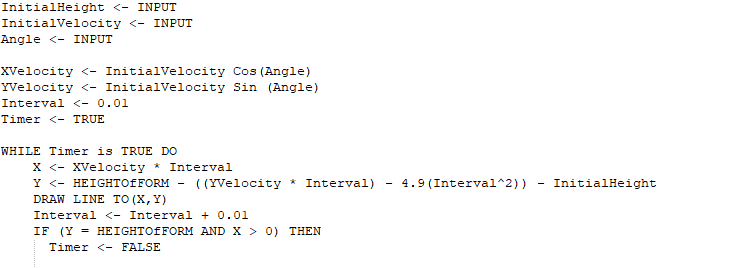 InitialHeight <- INPUT
InitialVelocity <- INPUT
Angle <- INPUT
XVelocity <- InitialVelocity Cos(Angle)
YVelocity <- InitialVelocity Sin (Angle)
Interval <- 0.01
Timer <- TRUE
WHILE Timer is TRUE DO
X <- XVelocity * Interval
Y <- HEIGHTOfFORM - ((YVelocity * Interval) - 4.9(Interval^2)) - InitialHeight
DRAW LINE TO(X,Y)
Interval <- Interval + 0.01
IF (Y = HEIGHTOfFORM AND X > 0) THEN
Timer <- FALSE